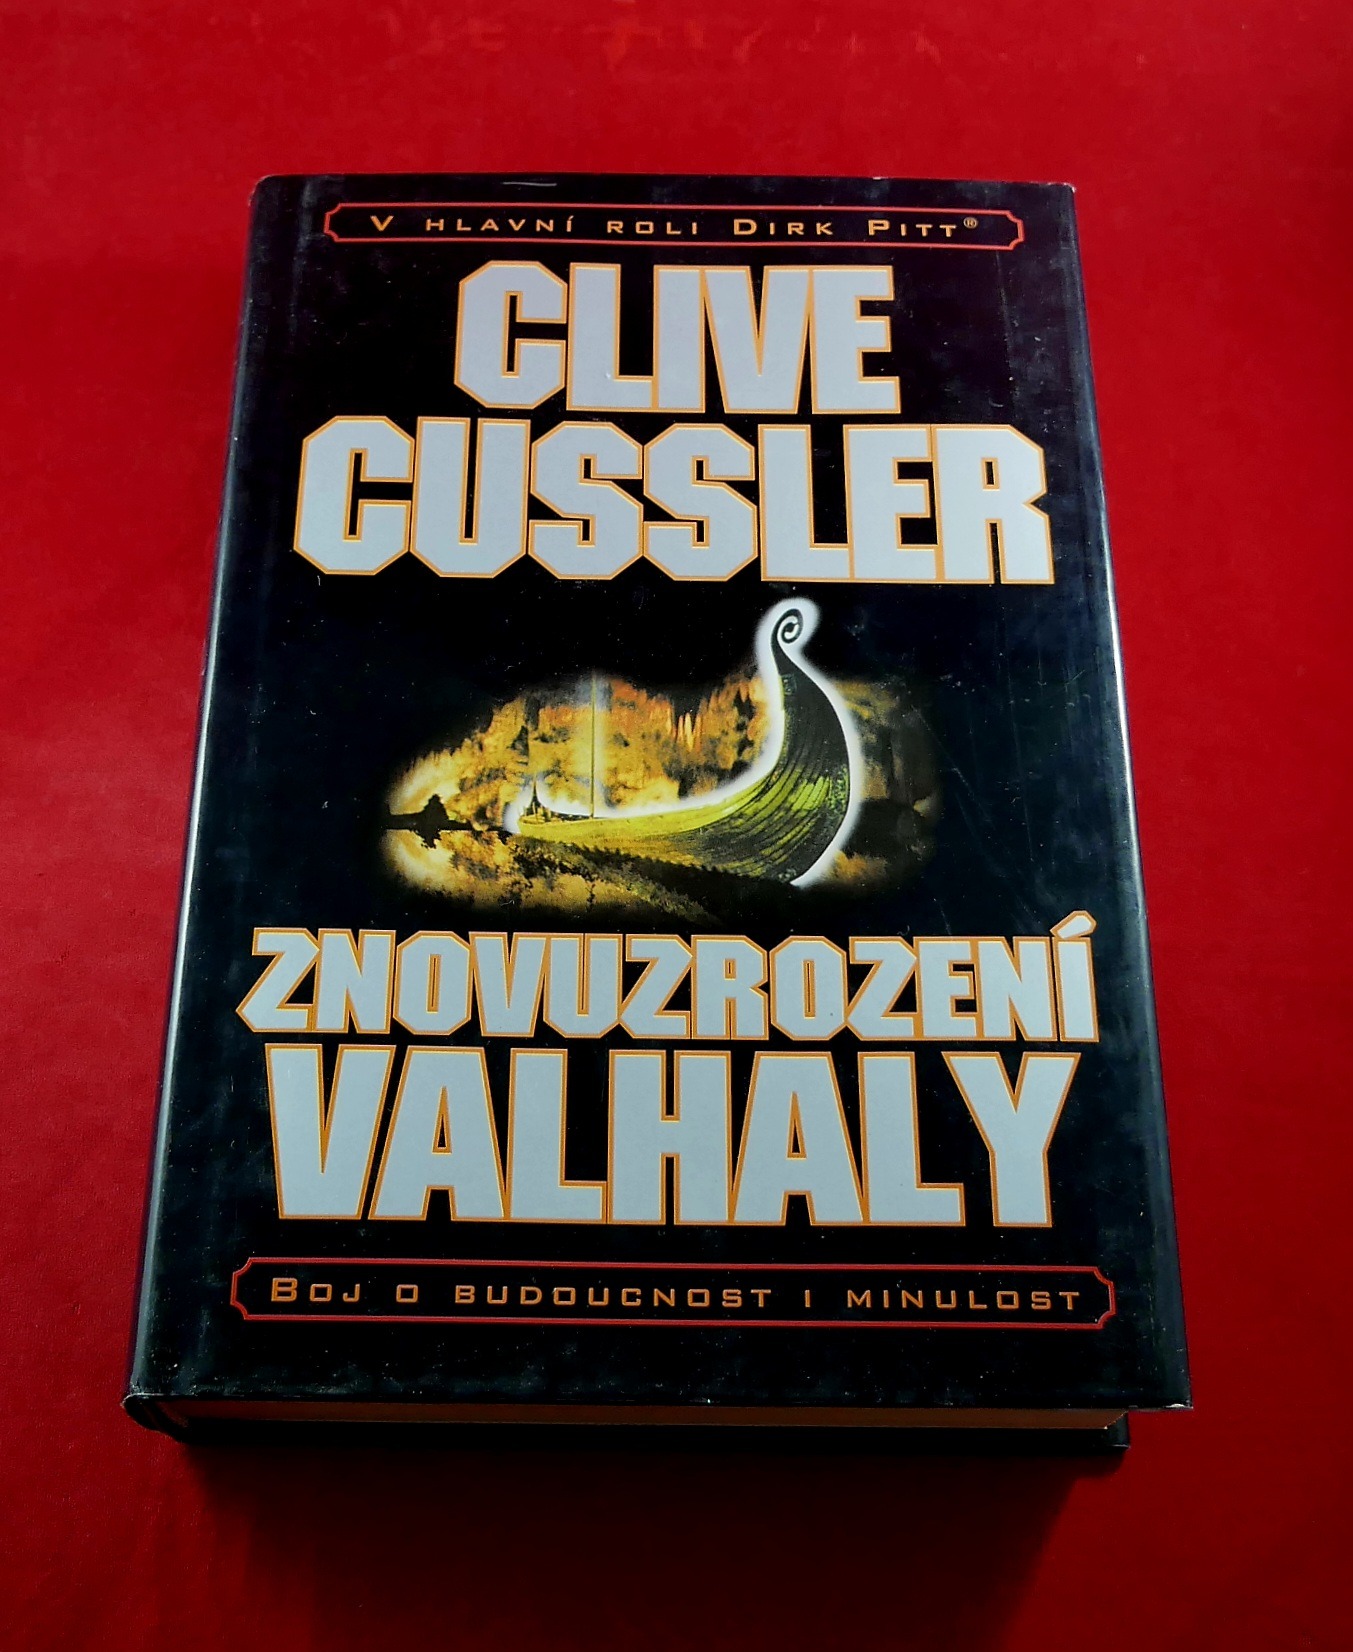 V HLAVNÍ ROLI DIRK PITT®
CLIVE
CUSSLER
ZNOVUZROZENÍ
VALHALY
BOJ O BUDOUCNOST I MINULOST